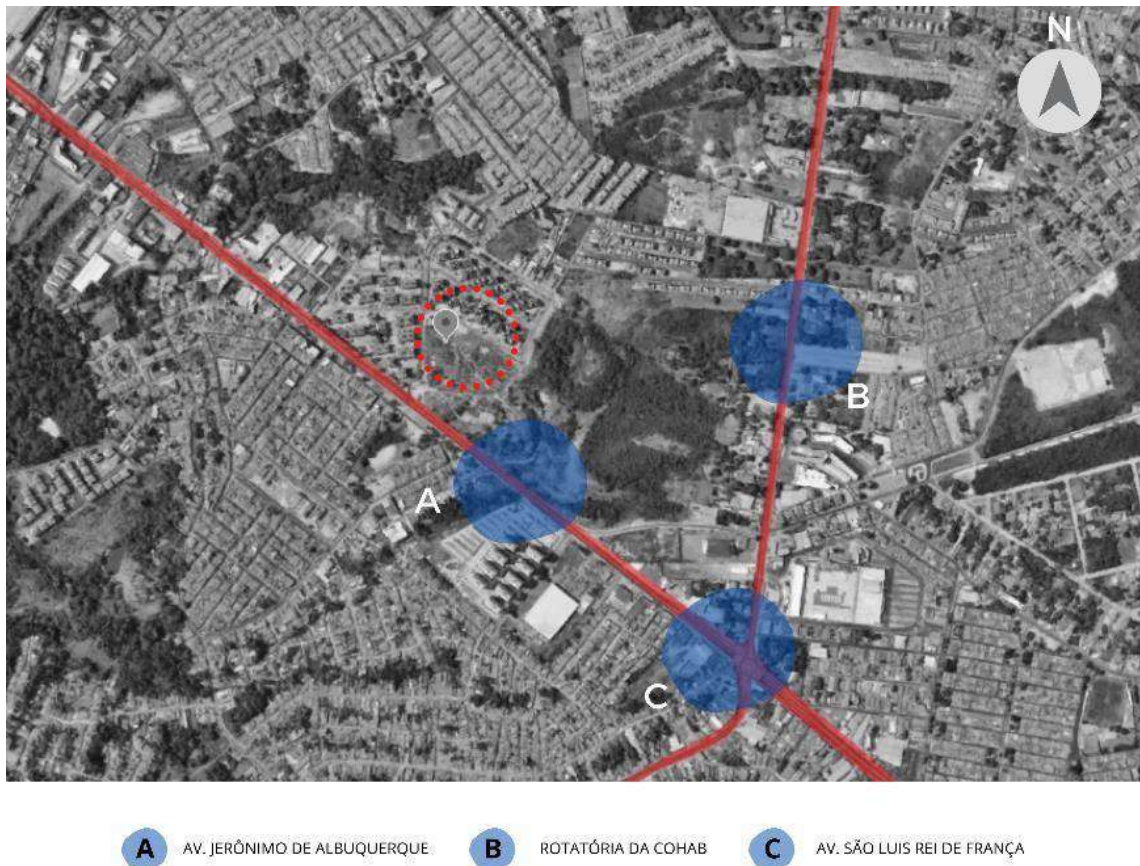 N
B
A
C
A AV. JERÔNIMO DE ALBUQUERQUE B ROTATÓRIA DA COHAB C AV. SÃO LUIS REI DE FRANÇA